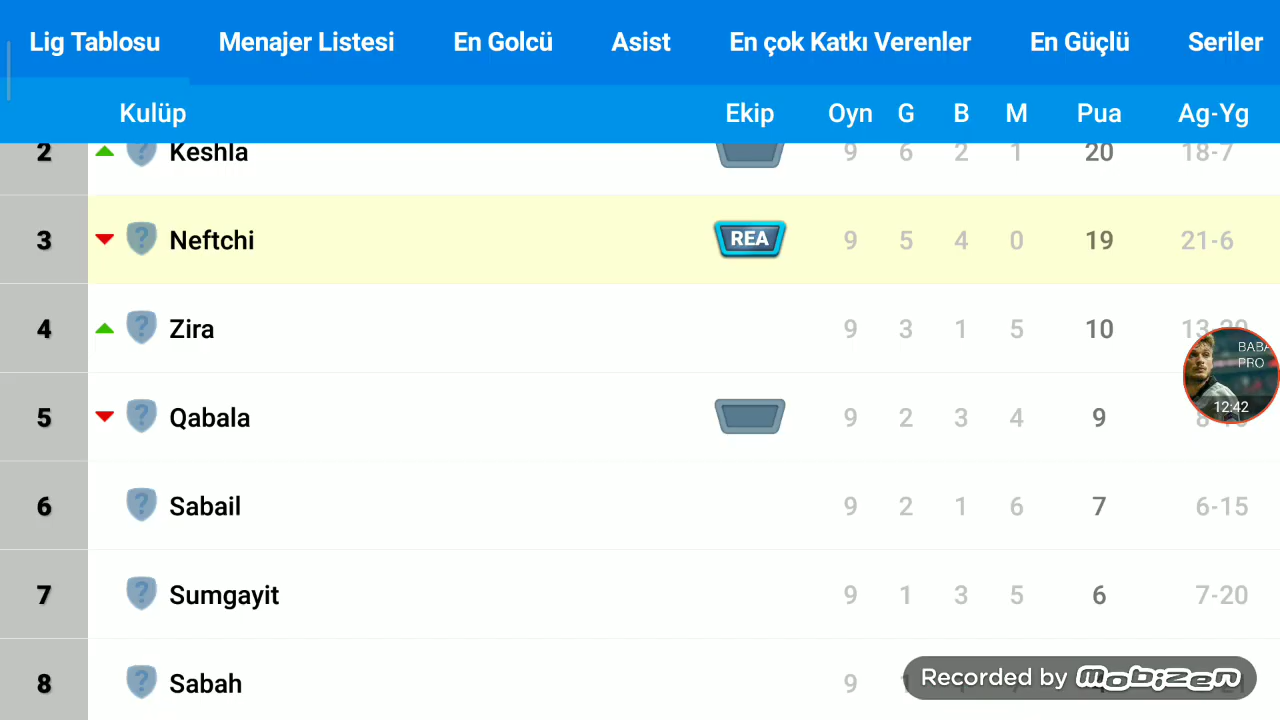 Lig Tablosu Menajer Listesi En Golcü Asist En çok Katkı Verenler En Güçlü Seriler
Kulüp Ekip Oyn G B M Pua Ag-Yg
2 Keshla 9 6 2 1 20 18-7
3 Neftchi REA 9 5 4 0 19 21-6
4 Zira 9 3 1 5 10
BABA
PRO
12:42
5 Qabala 9 2 3 4 9
6 Sabail 9 2 1 6 7 6-15
7 Sumgayit 9 1 3 5 6 7-20
8 Sabah 9
Recorded by mobizen